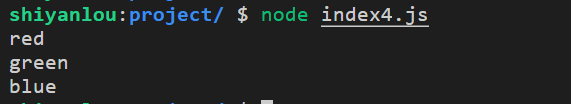 shiyanlou:project/ $ node index4.js
red
green
blue